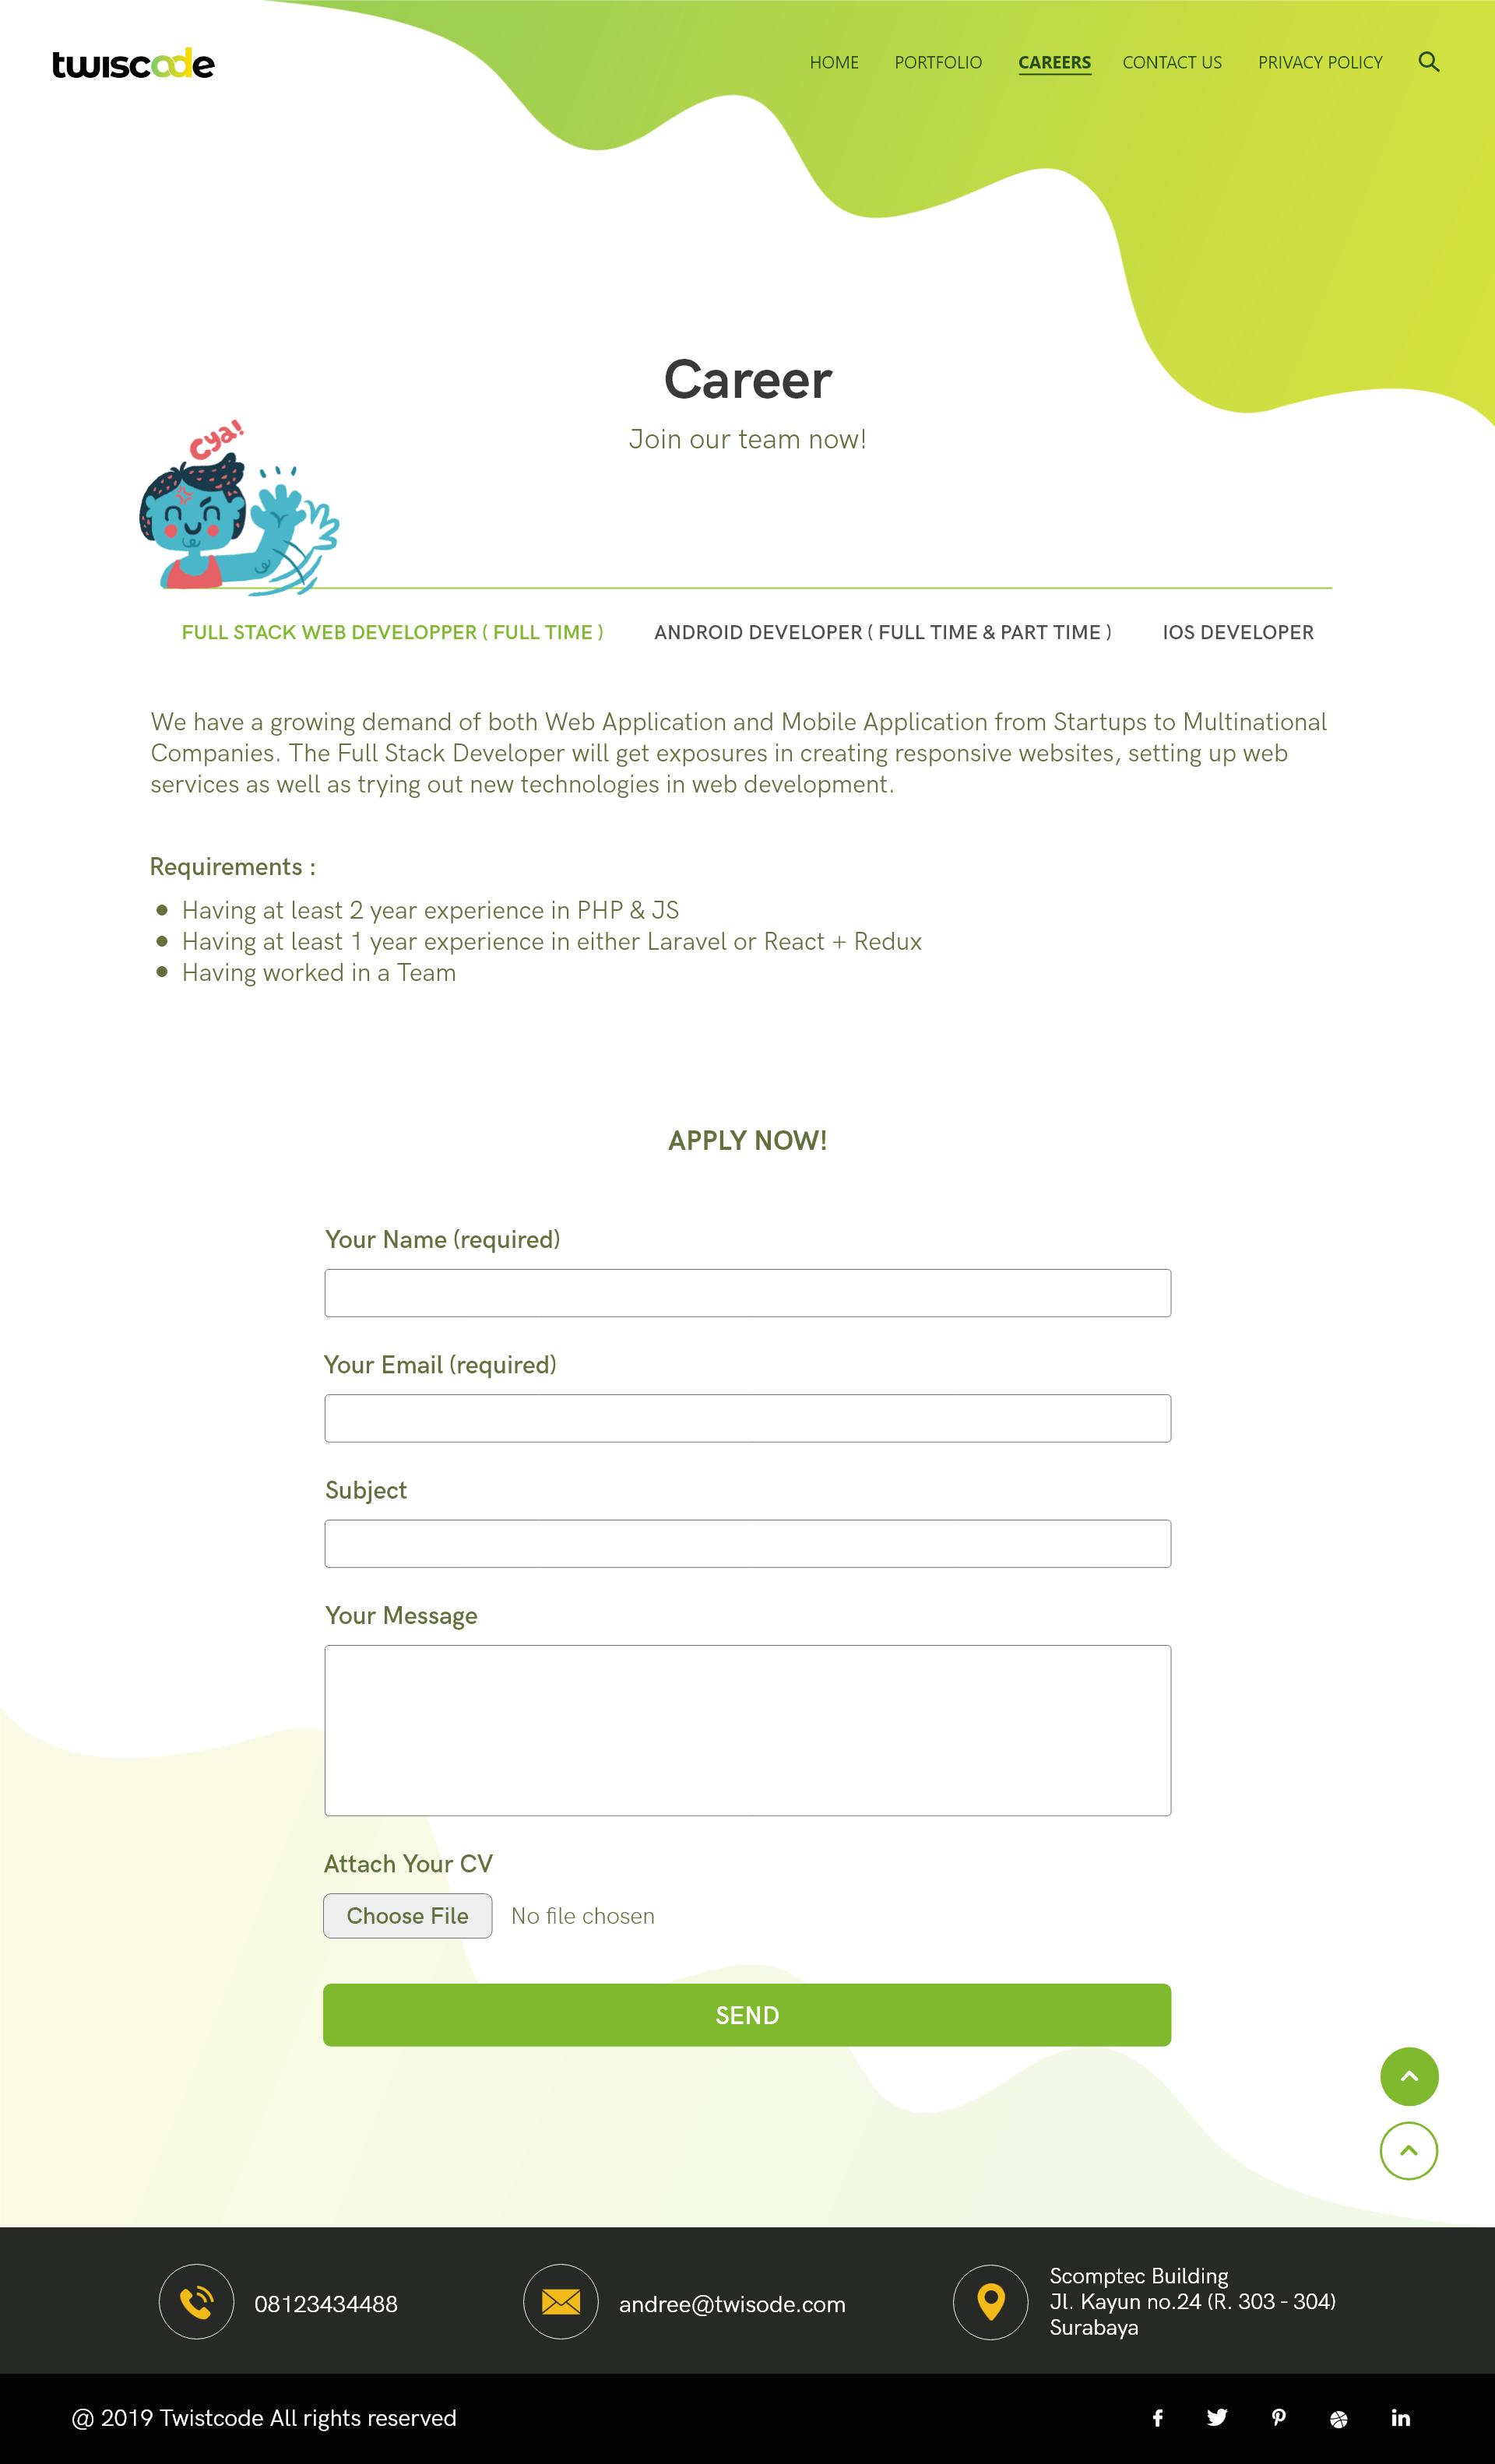 twiscode
HOME PORTFOLIO CAREERS CONTACT US PRIVACY POLICY
Career
Join our team now!
Cya!
FULL STACK WEB DEVELOPPER ( FULL TIME ) ANDROID DEVELOPER ( FULL TIME & PART TIME ) IOS DEVELOPER
We have a growing demand of both Web Application and Mobile Application from Startups to Multinational
Companies. The Full Stack Developer will get exposures in creating responsive websites, setting up web
services as well as trying out new technologies in web development.
Requirements :
Having at least 2 year experience in PHP & JS
Having at least 1 year experience in either Laravel or React + Redux
Having worked in a Team
APPLY NOW!
Your Name (required)
Your Email (required)
Subject
Your Message
Attach Your CV
Choose File No file chosen
SEND
08123434488
andree@twisode.com
Scomptec Building
Jl. Kayun no.24 (R. 303 - 304)
Surabaya
@ 2019 Twistcode All rights reserved